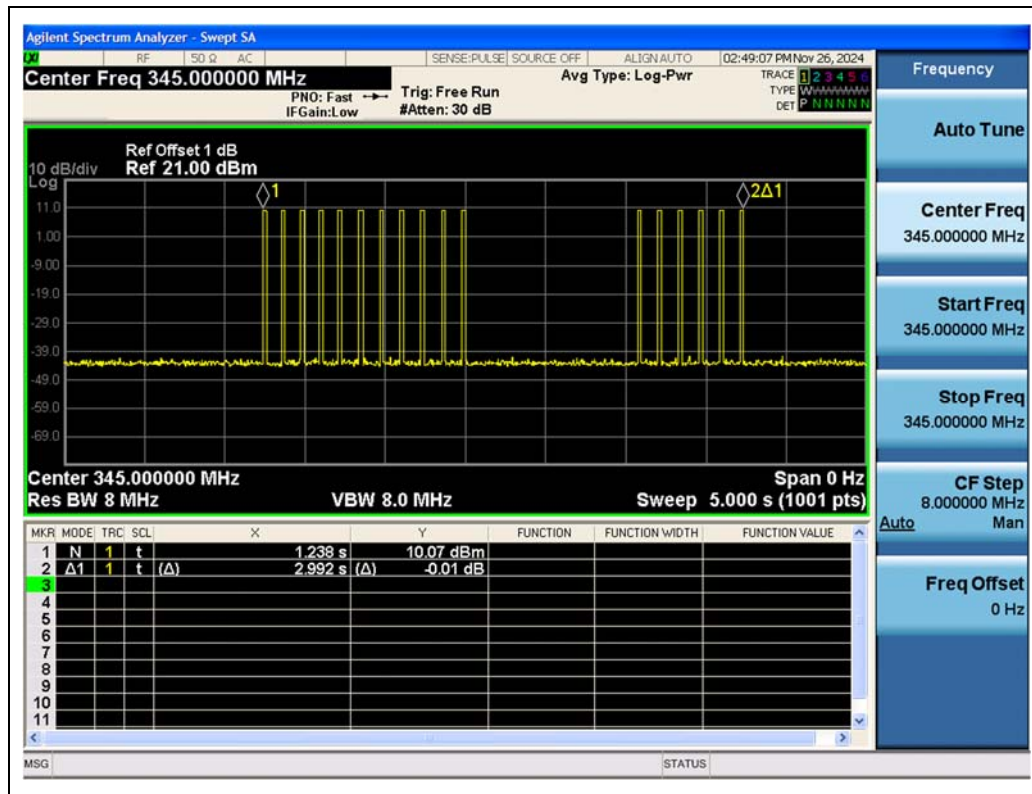 Agilent Spectrum Analyzer - Swept SA
LXI RF 50 Ω AC SENSE:PULSE SOURCE OFF ALIGN AUTO 02:49:07 PM Nov 26, 2024
Center Freq 345.000000 MHz
PNO: Fast
IFGain:Low
Trig: Free Run
#Atten: 30 dB
Avg Type: Log-Pwr
TRACE 1 2 3 4 5 6
TYPE WWWWWW
DET P N N N N N
Ref Offset 1 dB
10 dB/div Ref 21.00 dBm
Log
1
2Δ1
11.0
1.00
-9.00
-19.0
-29.0
-39.0
-49.0
-59.0
-69.0
Center 345.000000 MHz Span 0 Hz
Res BW 8 MHz VBW 8.0 MHz Sweep 5.000 s (1001 pts)
MKR MODE TRC SCL X Y FUNCTION FUNCTION WIDTH FUNCTION VALUE
1 N 1 t 1.238 s 10.07 dBm
2 Δ1 1 t (Δ) 2.992 s (Δ) -0.01 dB
3
4
5
6
7
8
9
10
11
MSG STATUS
Frequency
Auto Tune
Center Freq
345.000000 MHz
Start Freq
345.000000 MHz
Stop Freq
345.000000 MHz
CF Step
8.000000 MHz
Auto Man
Freq Offset
0 Hz